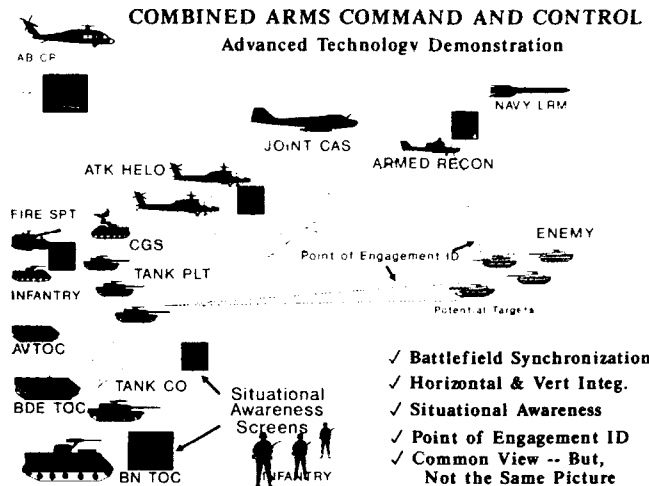 COMBINED ARMS COMMAND AND CONTROL
Advanced Technology Demonstration
AB CP
NAVY LRM
JOINT CAS
ARMED RECON
ATK HELO
FIRE SPT
CGS
ENEMY
Point of Engagement ID
TANK PLT
INFANTRY
Potential Targets
AVTOC
✓ Battlefield Synchronization
✓ Horizontal & Vert Integ.
TANK CO
Situational
Awareness
Screens
BDE TOC
✓ Situational Awareness
✓ Point of Engagement ID
✓ Common View -- But,
Not the Same Picture
BN TOC
INFANTRY